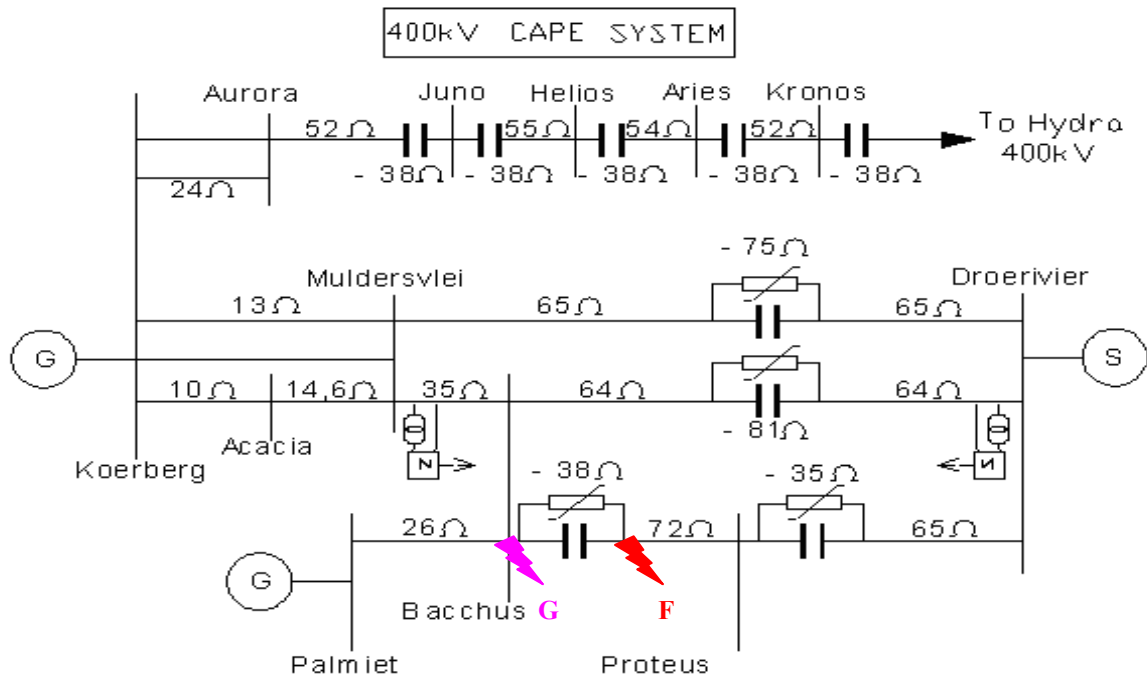 400kV CAPE SYSTEM
Aurora Juno Helios Aries Kronos
52Ω 55Ω 54Ω 52Ω
To Hydra
400kV
- 38Ω - 38Ω - 38Ω - 38Ω - 38Ω
24Ω
- 75Ω
Muldersvlei Droerivier
13Ω 65Ω 65Ω
G S
10Ω 14,6Ω 35Ω 64Ω 64Ω
Acacia
- 81Ω
Koerberg
Z Z
- 38Ω - 35Ω
26Ω 72Ω 65Ω
G
Bacchus G F
Palmiet Proteus